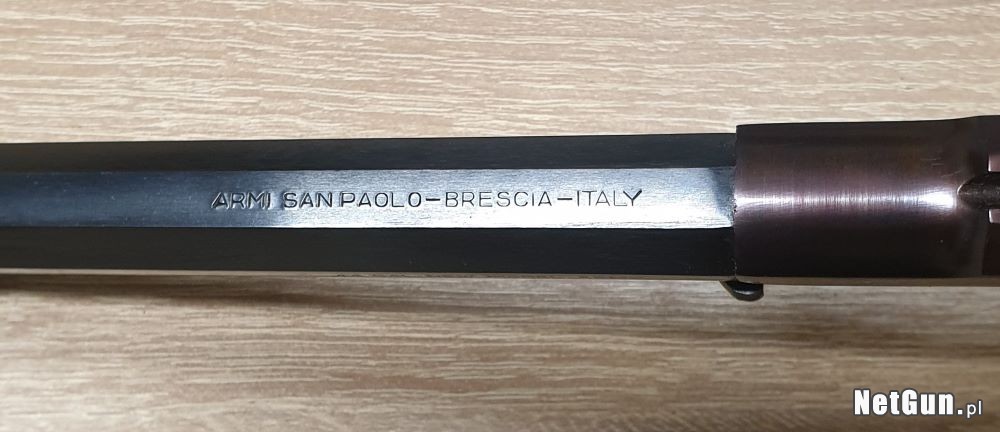 ARMI SAN PAOLO-BRESCIA-ITALY
NetGun.pl